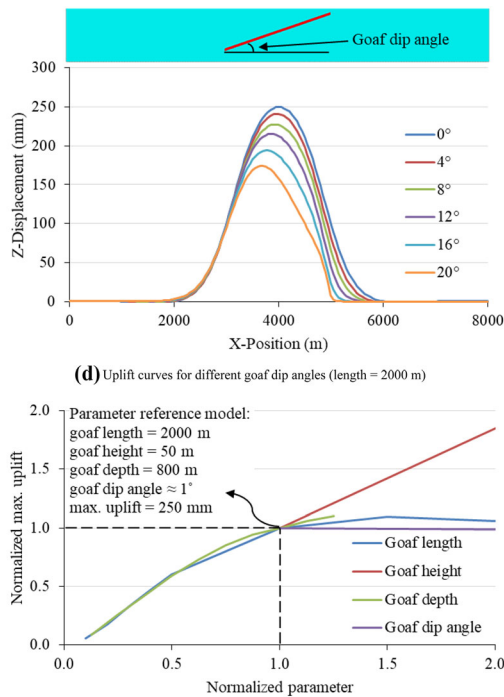 Goaf dip angle
300
250
200
150
100
50
0
Z-Displacement (mm)
0°
4°
8°
12°
16°
20°
0 2000 4000 6000 8000
X-Position (m)
(d) Uplift curves for different goaf dip angles (length = 2000 m)
2.0
1.5
1.0
0.5
0.0
Normalized max. uplift
Parameter reference model:
goaf length = 2000 m
goaf height = 50 m
goaf depth = 800 m
goaf dip angle ≈ 1°
max. uplift = 250 mm
Goaf length
Goaf height
Goaf depth
Goaf dip angle
0.0 0.5 1.0 1.5 2.0
Normalized parameter